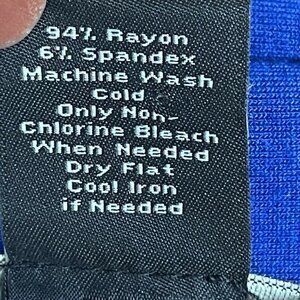 94% Rayon
6% Spandex
Machine Wash
Cold
Only Non-
Chlorine Bleach
When Needed
Dry Flat
Cool Iron
if Needed